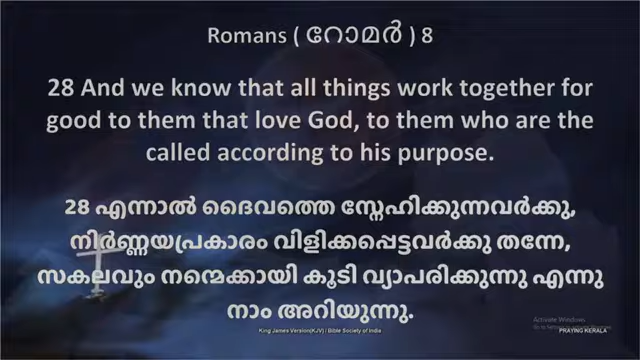 Romans ( റോമർ ) 8
28 And we know that all things work together for
good to them that love God, to them who are the
called according to his purpose.
28 എന്നാൽ ദൈവത്തെ സ്നേഹിക്കുന്നവർക്കു,
നിർണ്ണയപ്രകാരം വിളിക്കപ്പെട്ടവർക്കു തന്നേ,
സകലവും നന്മെക്കായി കൂടി വ്യാപരിക്കുന്നു എന്നു
നാം അറിയുന്നു.
King James Version(KJV) / Bible Society of India
Activate Windows
PRAYING KERALA